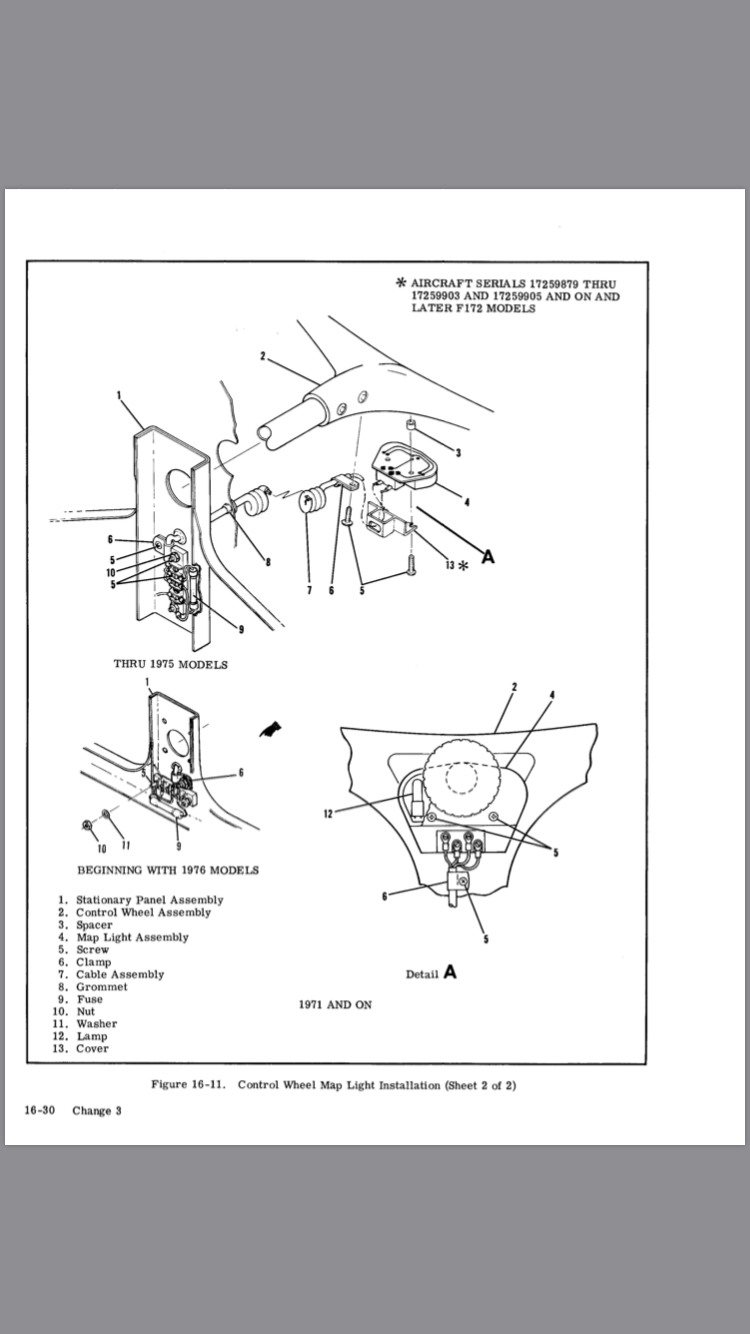 * AIRCRAFT SERIALS 17259879 THRU
17259903 AND 17259905 AND ON AND
LATER F172 MODELS
2
1
3
4
6
5
10
5
8
7
6
5
13 *
A
9
THRU 1975 MODELS
1
5
6
10
11
9
BEGINNING WITH 1976 MODELS
2
4
12
5
6
5
Detail A
1971 AND ON
1. Stationary Panel Assembly
2. Control Wheel Assembly
3. Spacer
4. Map Light Assembly
5. Screw
6. Clamp
7. Cable Assembly
8. Grommet
9. Fuse
10. Nut
11. Washer
12. Lamp
13. Cover
Figure 16-11. Control Wheel Map Light Installation (Sheet 2 of 2)
16-30 Change 3